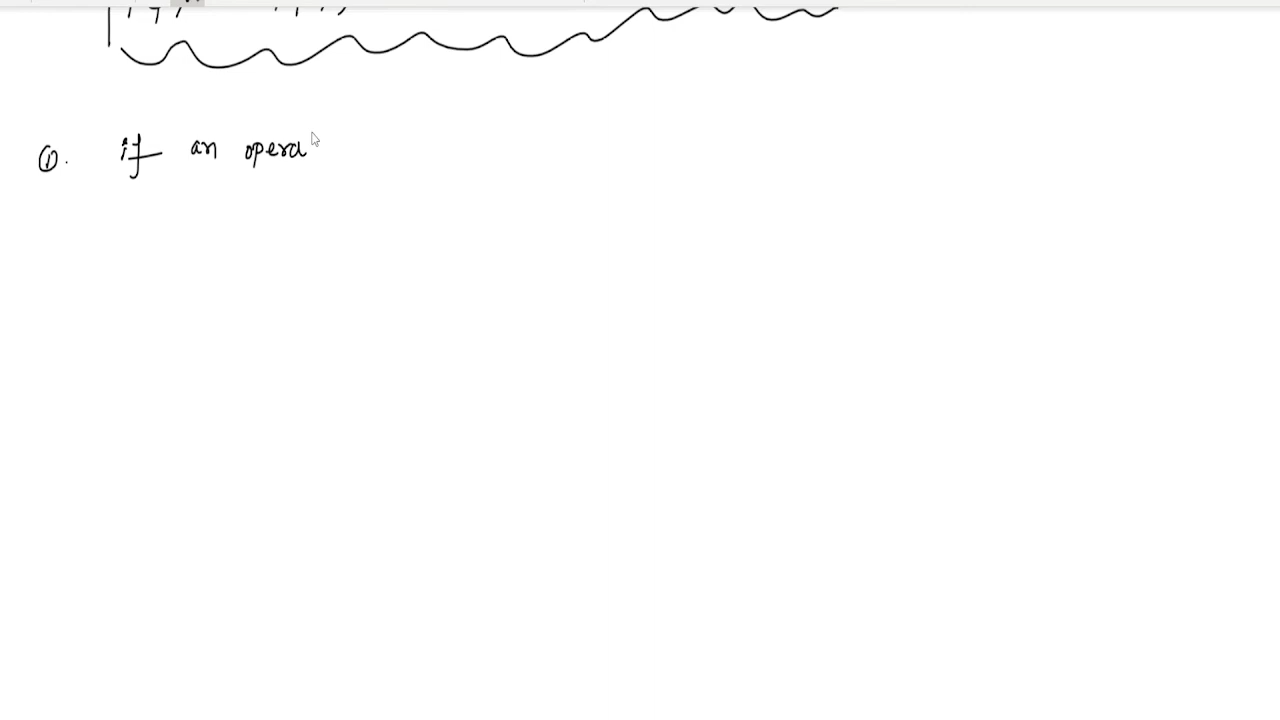 ①. if an opera